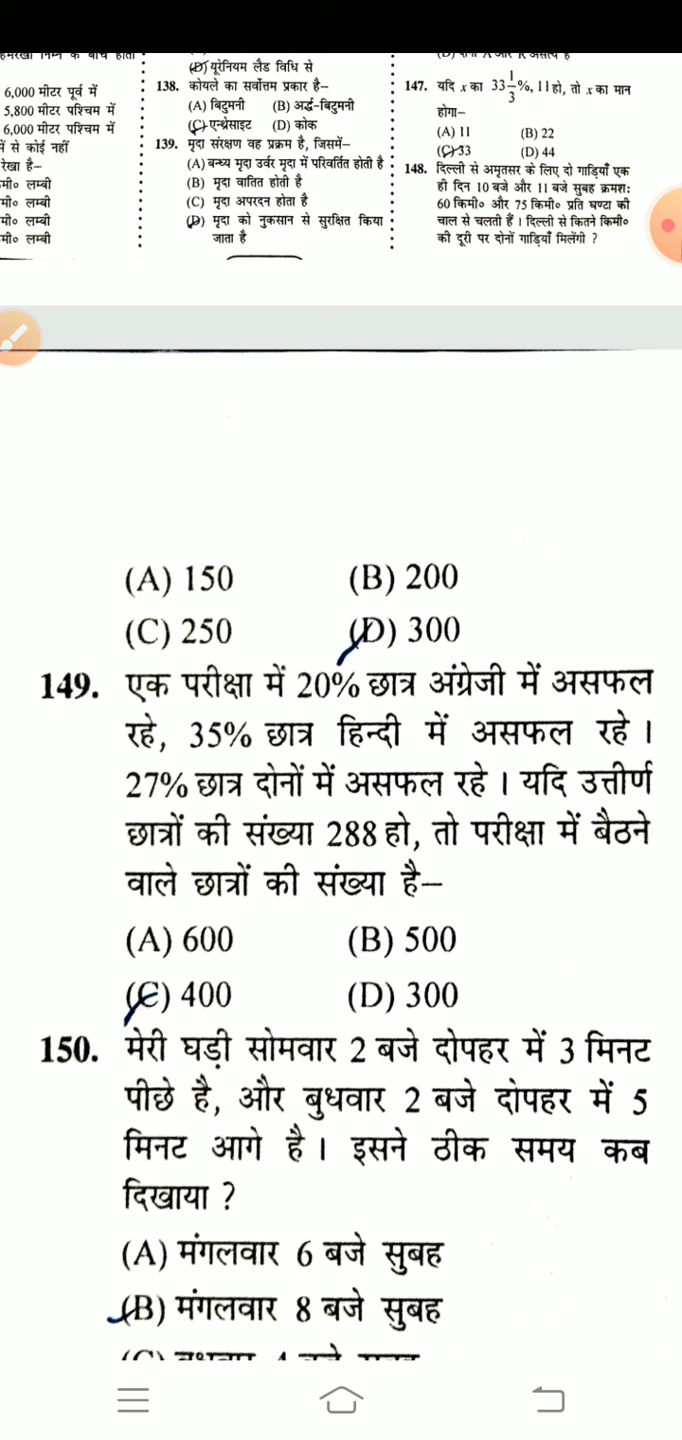 6,000 मीटर पूर्व में
5,800 मीटर पश्चिम में
6,000 मीटर पश्चिम में
में से कोई नहीं
रेखा है–
मी० लम्बी
मी० लम्बी
मी० लम्बी
मी० लम्बी
(D) यूरेनियम लैड विधि से
138. कोयले का सर्वोत्तम प्रकार है–
(A) बिटुमनी (B) अर्द्ध-बिटुमनी
(C) एन्थ्रेसाइट (D) कोक
139. मृदा संरक्षण वह प्रक्रम है, जिसमें–
(A) बन्ध्य मृदा उर्वर मृदा में परिवर्तित होती है
(B) मृदा वातित होती है
(C) मृदा अपरदन होता है
(D) मृदा को नुकसान से सुरक्षित किया
जाता है
147. यदि x का 33 1/3 %, 11 हो, तो x का मान
होगा–
(A) 11 (B) 22
(C) 33 (D) 44
148. दिल्ली से अमृतसर के लिए दो गाड़ियाँ एक
ही दिन 10 बजे और 11 बजे सुबह क्रमशः
60 किमी० और 75 किमी० प्रति घण्टा की
चाल से चलती हैं । दिल्ली से कितने किमी०
की दूरी पर दोनों गाड़ियाँ मिलेंगी ?
(A) 150 (B) 200
(C) 250 (D) 300
149. एक परीक्षा में 20% छात्र अंग्रेजी में असफल
रहे, 35% छात्र हिन्दी में असफल रहे ।
27% छात्र दोनों में असफल रहे । यदि उत्तीर्ण
छात्रों की संख्या 288 हो, तो परीक्षा में बैठने
वाले छात्रों की संख्या है–
(A) 600 (B) 500
(C) 400 (D) 300
150. मेरी घड़ी सोमवार 2 बजे दोपहर में 3 मिनट
पीछे है, और बुधवार 2 बजे दोपहर में 5
मिनट आगे है । इसने ठीक समय कब
दिखाया ?
(A) मंगलवार 6 बजे सुबह
(B) मंगलवार 8 बजे सुबह